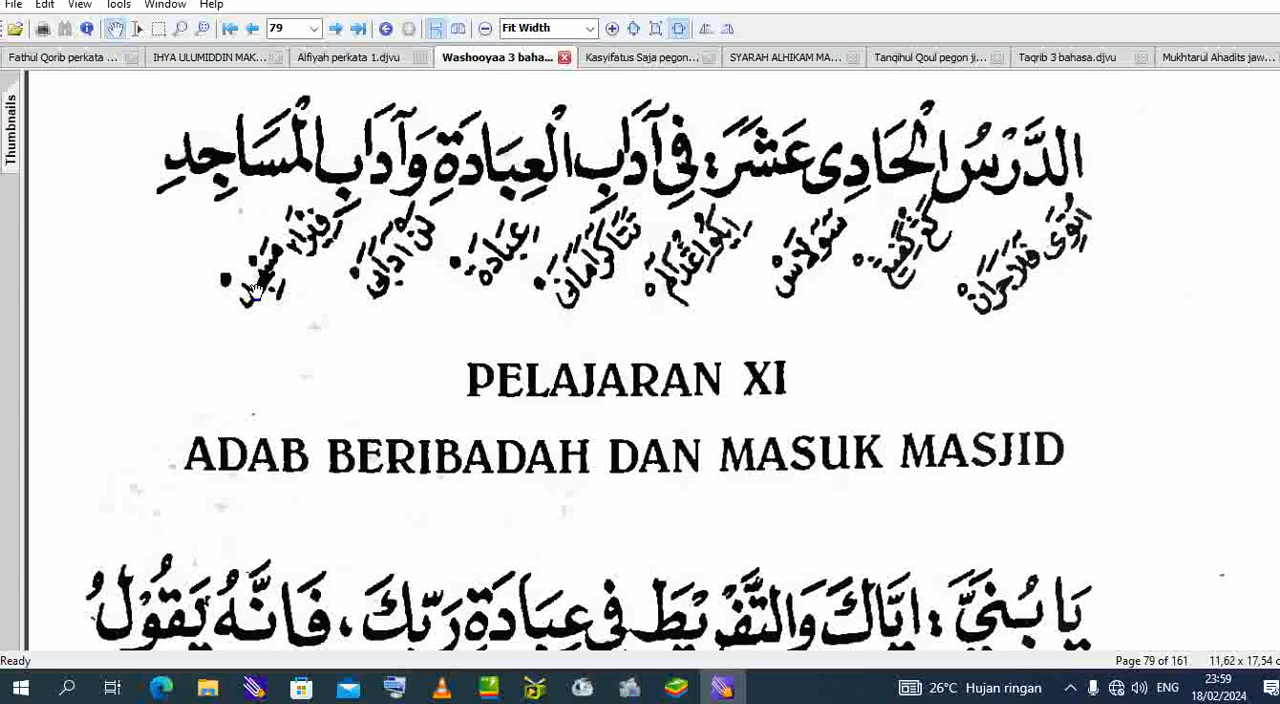 File Edit View Tools Window Help
79 Fit Width
Fathul Qorib perkata ... IHYA ULUMIDDIN MAK... Alfiyah perkata 1.djvu Washooyaa 3 baha... Kasyifatus Saja pegon... SYARAH ALHIKAM MA... Tanqihul Qoul pegon ji... Taqrib 3 bahasa.djvu Mukhtarul Ahadits jaw...
Thumbnails
الدَّرْسُ الْحَادِى عَشَرَ : فِي آدَابِ الْعِبَادَةِ وَآدَابِ الْمَسَاجِدِ
PELAJARAN XI
ADAB BERIBADAH DAN MASUK MASJID
يَا بُنَيَّ : اِيَّاكَ وَالتَّفْرِيْطَ فِي عِبَادَةِ رَبِّكَ ، فَاِنَّهُ يَقُوْلُ
Ready Page 79 of 161 11,62 x 17,54 c
26°C Hujan ringan ENG 23:59
18/02/2024